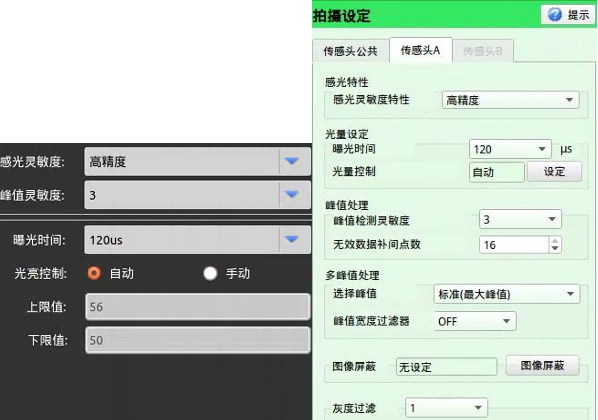 感光灵敏度:
高精度
峰值灵敏度:
3
曝光时间:
120us
光亮控制:
自动
手动
上限值:
56
下限值:
50
拍摄设定
提示
传感头公共
传感头A
传感头B
感光特性
感光灵敏度特性
高精度
光量设定
曝光时间
120
μs
光量控制
自动
设定
峰值处理
峰值检测灵敏度
3
无效数据补间点数
16
多峰值处理
选择峰值
标准(最大峰值)
峰值宽度过滤器
OFF
图像屏蔽
无设定
图像屏蔽
灰度过滤
1